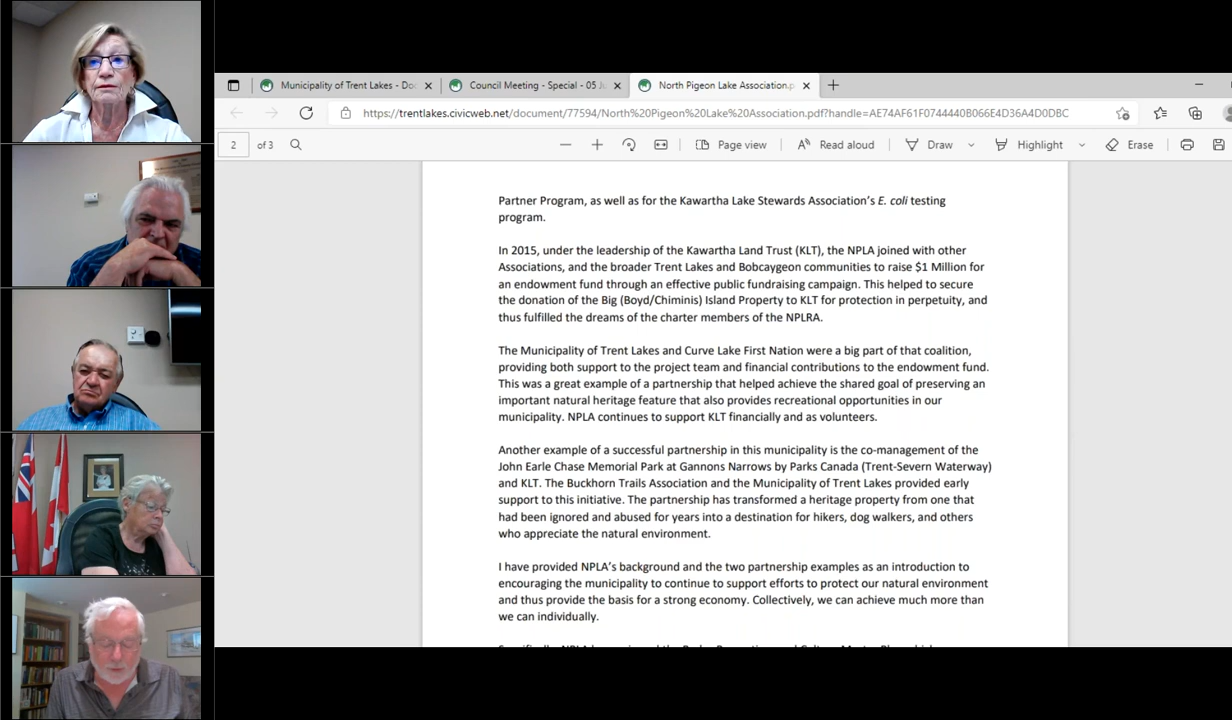 Municipality of Trent Lakes - Doc
Council Meeting - Special - 05 Ju
North Pigeon Lake Association.p
https://trentlakes.civicweb.net/document/77594/North%20Pigeon%20Lake%20Association.pdf?handle=AE74AF61F0744440B066E4D36A4D0DBC
2 of 3
Page view
Read aloud
Draw
Highlight
Erase
Partner Program, as well as for the Kawartha Lake Stewards Association's E. coli testing
program.
In 2015, under the leadership of the Kawartha Land Trust (KLT), the NPLA joined with other
Associations, and the broader Trent Lakes and Bobcaygeon communities to raise $1 Million for
an endowment fund through an effective public fundraising campaign. This helped to secure
the donation of the Big (Boyd/Chiminis) Island Property to KLT for protection in perpetuity, and
thus fulfilled the dreams of the charter members of the NPLRA.
The Municipality of Trent Lakes and Curve Lake First Nation were a big part of that coalition,
providing both support to the project team and financial contributions to the endowment fund.
This was a great example of a partnership that helped achieve the shared goal of preserving an
important natural heritage feature that also provides recreational opportunities in our
municipality. NPLA continues to support KLT financially and as volunteers.
Another example of a successful partnership in this municipality is the co-management of the
John Earle Chase Memorial Park at Gannons Narrows by Parks Canada (Trent-Severn Waterway)
and KLT. The Buckhorn Trails Association and the Municipality of Trent Lakes provided early
support to this initiative. The partnership has transformed a heritage property from one that
had been ignored and abused for years into a destination for hikers, dog walkers, and others
who appreciate the natural environment.
I have provided NPLA's background and the two partnership examples as an introduction to
encouraging the municipality to continue to support efforts to protect our natural environment
and thus provide the basis for a strong economy. Collectively, we can achieve much more than
we can individually.